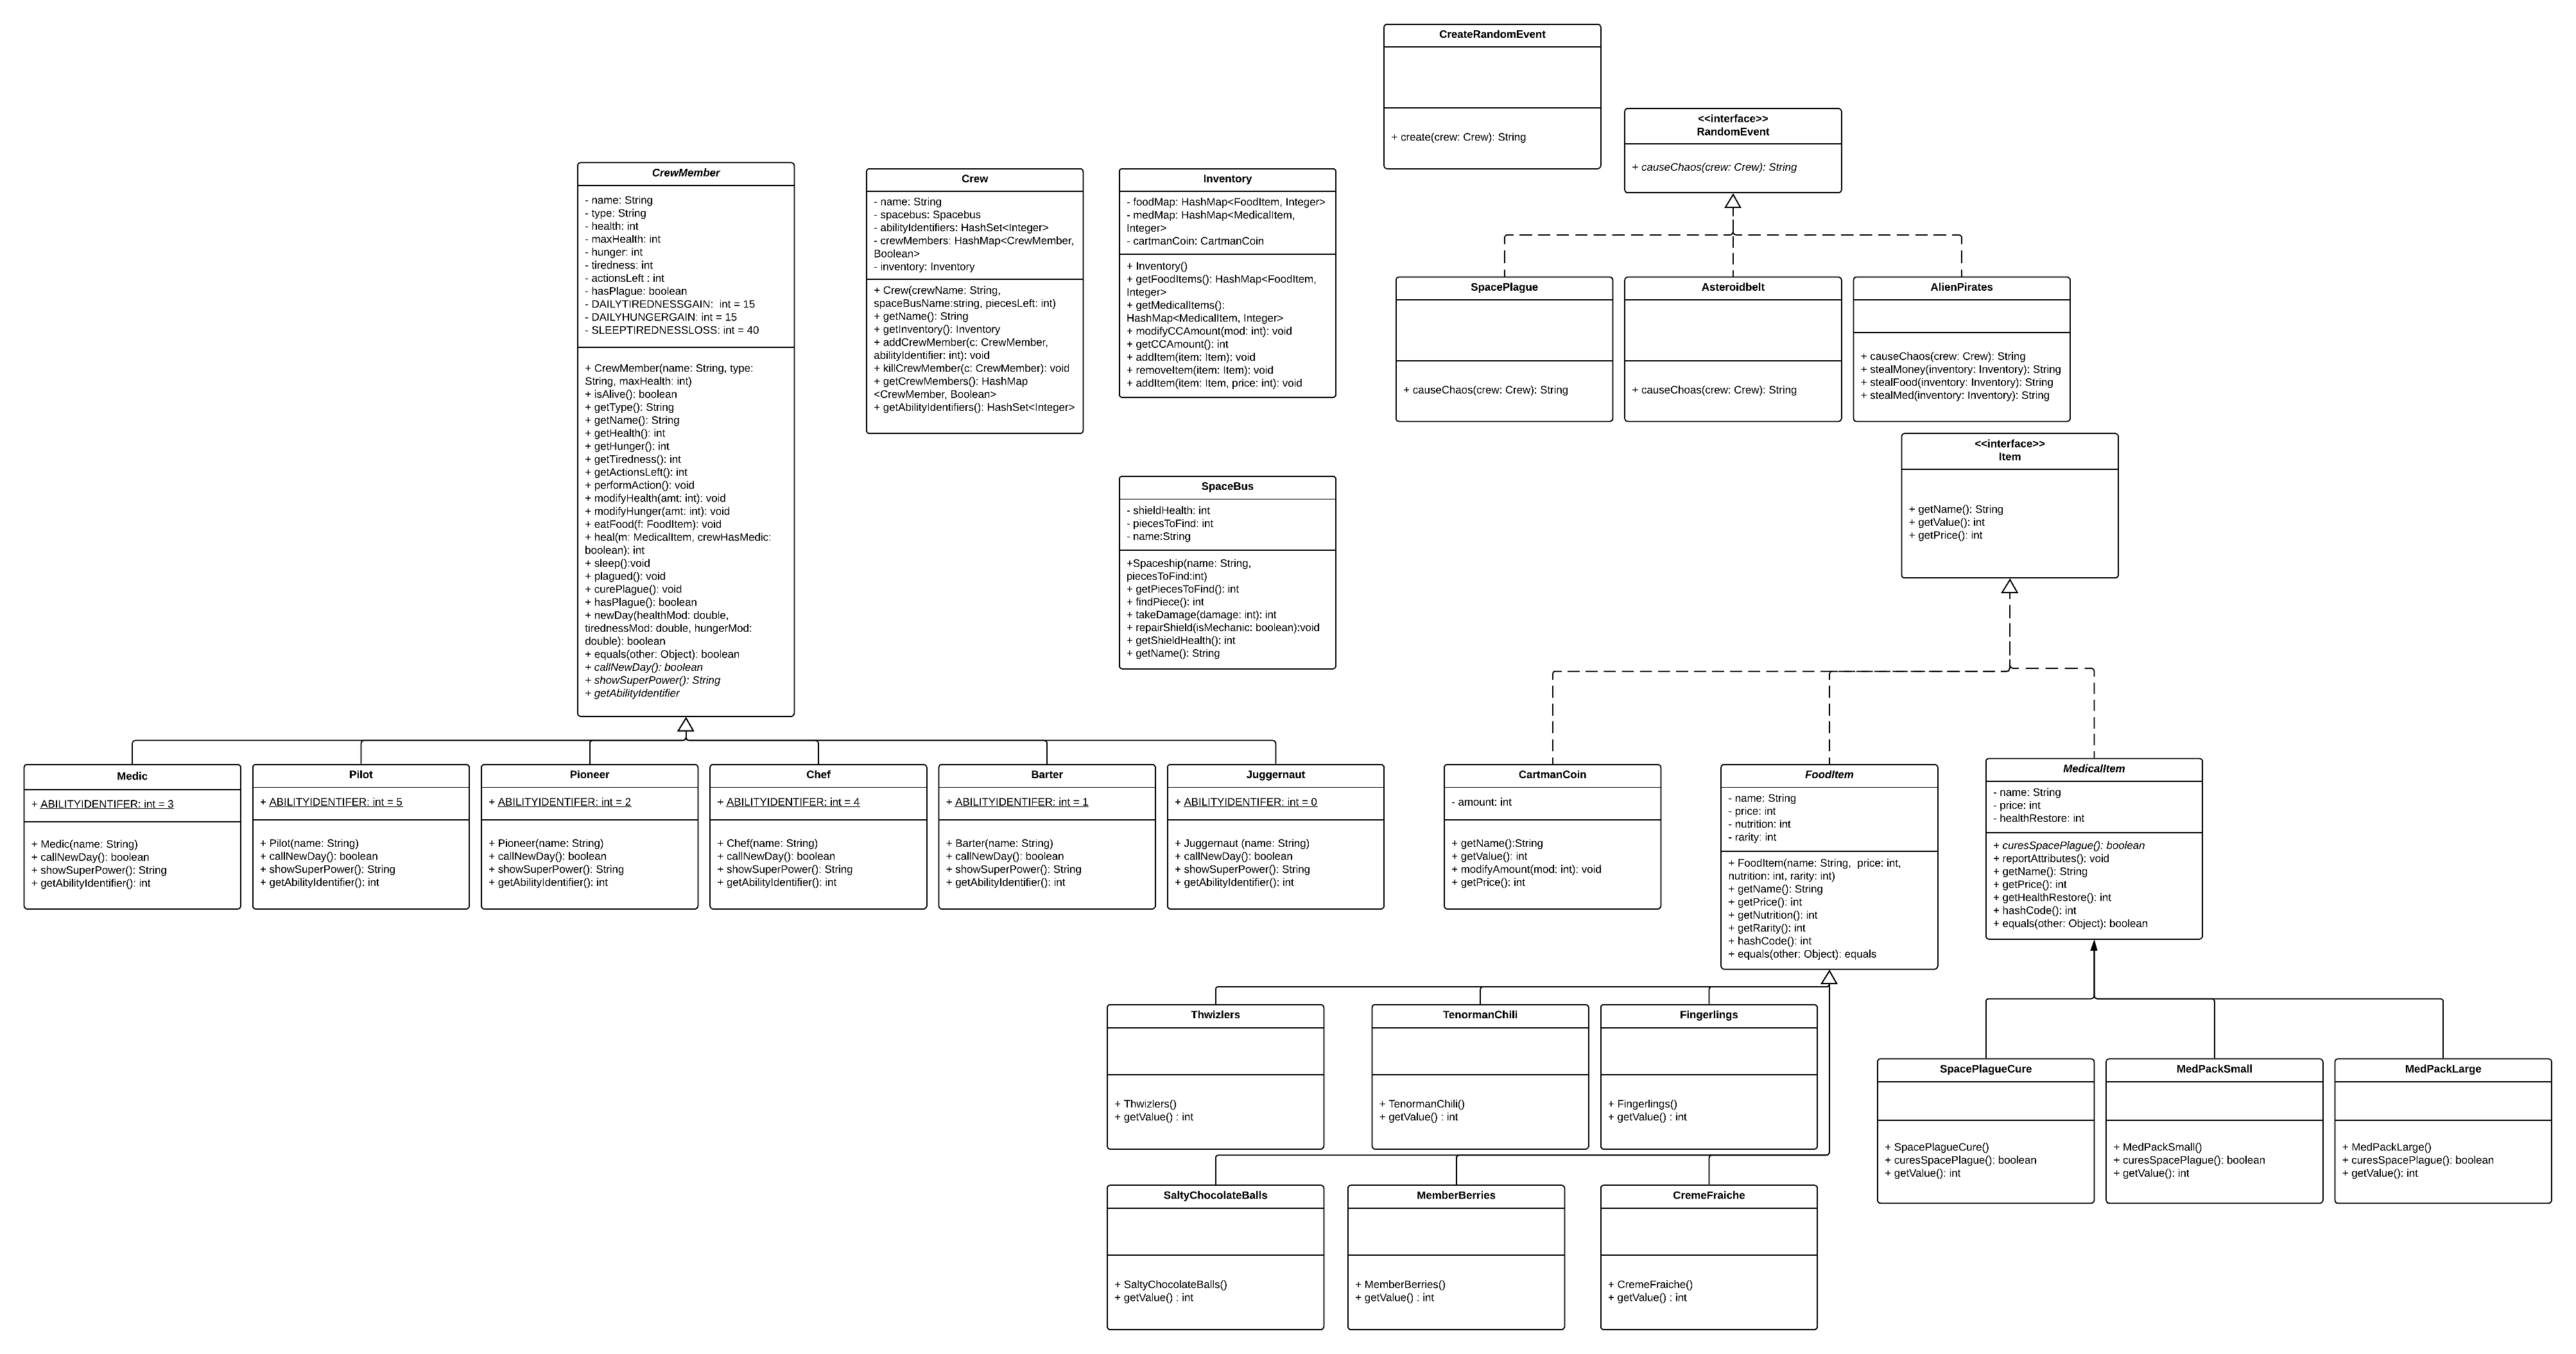 CreateRandomEvent
+ create(crew: Crew): String
<<interface>>
RandomEvent
+ causeChaos(crew: Crew): String
CrewMember
- name: String
- type: String
- health: int
- maxHealth: int
- hunger: int
- tiredness: int
- actionsLeft : int
- hasPlague: boolean
- DAILYTIREDNESSGAIN:  int = 15
- DAILYHUNGERGAIN: int = 15
- SLEEPTIREDNESSLOSS: int = 40
+ CrewMember(name: String, type:
String, maxHealth: int)
+ isAlive(): boolean
+ getType(): String
+ getName(): String
+ getHealth(): int
+ getHunger(): int
+ getTiredness(): int
+ getActionsLeft(): int
+ performAction(): void
+ modifyHealth(amt: int): void
+ modifyHunger(amt: int): void
+ eatFood(f: FoodItem): void
+ heal(m: MedicalItem, crewHasMedic:
boolean): int
+ sleep():void
+ plagued(): void
+ curePlague(): void
+ hasPlague(): boolean
+ newDay(healthMod: double,
tirednessMod: double, hungerMod:
double): boolean
+ equals(other: Object): boolean
+ callNewDay(): boolean
+ showSuperPower(): String
+ getAbilityIdentifier
Crew
- name: String
- spacebus: Spacebus
- abilityIdentifiers: HashSet<Integer>
- crewMembers: HashMap<CrewMember,
Boolean>
- inventory: Inventory
+ Crew(crewName: String,
spaceBusName:string, piecesLeft: int)
+ getName(): String
+ getInventory(): Inventory
+ addCrewMember(c: CrewMember,
abilityIdentifier: int): void
+ killCrewMember(c: CrewMember): void
+ getCrewMembers(): HashMap
<CrewMember, Boolean>
+ getAbilityIdentifiers(): HashSet<Integer>
Inventory
- foodMap: HashMap<FoodItem, Integer>
- medMap: HashMap<MedicalItem,
Integer>
- cartmanCoin: CartmanCoin
+ Inventory()
+ getFoodItems(): HashMap<FoodItem,
Integer>
+ getMedicalItems():
HashMap<MedicalItem, Integer>
+ modifyCCAmount(mod: int): void
+ getCCAmount(): int
+ addItem(item: Item): void
+ removeItem(item: Item): void
+ addItem(item: Item, price: int): void
SpacePlague
+ causeChaos(crew: Crew): String
Asteroidbelt
+ causeChoas(crew: Crew): String
AlienPirates
+ causeChaos(crew: Crew): String
+ stealMoney(inventory: Inventory): String
+ stealFood(inventory: Inventory): String
+ stealMed(inventory: Inventory): String
<<interface>>
Item
+ getName(): String
+ getValue(): int
+ getPrice(): int
SpaceBus
- shieldHealth: int
- piecesToFind: int
- name:String
+Spaceship(name: String,
piecesToFind:int)
+ getPiecesToFind(): int
+ findPiece(): int
+ takeDamage(damage: int): int
+ repairShield(isMechanic: boolean):void
+ getShieldHealth(): int
+ getName(): String
Medic
+ ABILITYIDENTIFER: int = 3
+ Medic(name: String)
+ callNewDay(): boolean
+ showSuperPower(): String
+ getAbilityIdentifier(): int
Pilot
+ ABILITYIDENTIFER: int = 5
+ Pilot(name: String)
+ callNewDay(): boolean
+ showSuperPower(): String
+ getAbilityIdentifier(): int
Pioneer
+ ABILITYIDENTIFER: int = 2
+ Pioneer(name: String)
+ callNewDay(): boolean
+ showSuperPower(): String
+ getAbilityIdentifier(): int
Chef
+ ABILITYIDENTIFER: int = 4
+ Chef(name: String)
+ callNewDay(): boolean
+ showSuperPower(): String
+ getAbilityIdentifier(): int
Barter
+ ABILITYIDENTIFER: int = 1
+ Barter(name: String)
+ callNewDay(): boolean
+ showSuperPower(): String
+ getAbilityIdentifier(): int
Juggernaut
+ ABILITYIDENTIFER: int = 0
+ Juggernaut (name: String)
+ callNewDay(): boolean
+ showSuperPower(): String
+ getAbilityIdentifier(): int
CartmanCoin
- amount: int
+ getName():String
+ getValue(): int
+ modifyAmount(mod: int): void
+ getPrice(): int
FoodItem
- name: String
- price: int
- nutrition: int
- rarity: int
+ FoodItem(name: String,  price: int,
nutrition: int, rarity: int)
+ getName(): String
+ getPrice(): int
+ getNutrition(): int
+ getRarity(): int
+ hashCode(): int
+ equals(other: Object): equals
MedicalItem
- name: String
- price: int
- healthRestore: int
+ curesSpacePlague(): boolean
+ reportAttributes(): void
+ getName(): String
+ getPrice(): int
+ getHealthRestore(): int
+ hashCode(): int
+ equals(other: Object): boolean
Thwizlers
+ Thwizlers()
+ getValue() : int
TenormanChili
+ TenormanChili()
+ getValue() : int
Fingerlings
+ Fingerlings()
+ getValue() : int
SpacePlagueCure
+ SpacePlagueCure()
+ curesSpacePlague(): boolean
+ getValue(): int
MedPackSmall
+ MedPackSmall()
+ curesSpacePlague(): boolean
+ getValue(): int
MedPackLarge
+ MedPackLarge()
+ curesSpacePlague(): boolean
+ getValue(): int
SaltyChocolateBalls
+ SaltyChocolateBalls()
+ getValue() : int
MemberBerries
+ MemberBerries()
+ getValue() : int
CremeFraiche
+ CremeFraiche()
+ getValue() : int